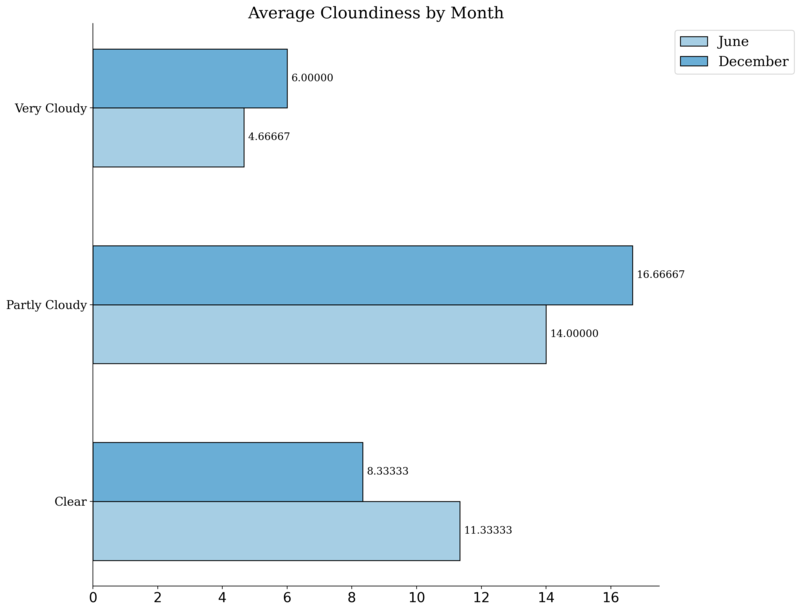 Average Cloundiness by Month
June
December
Very Cloudy
6.00000
4.66667
Partly Cloudy
16.66667
14.00000
Clear
8.33333
11.33333
0 2 4 6 8 10 12 14 16